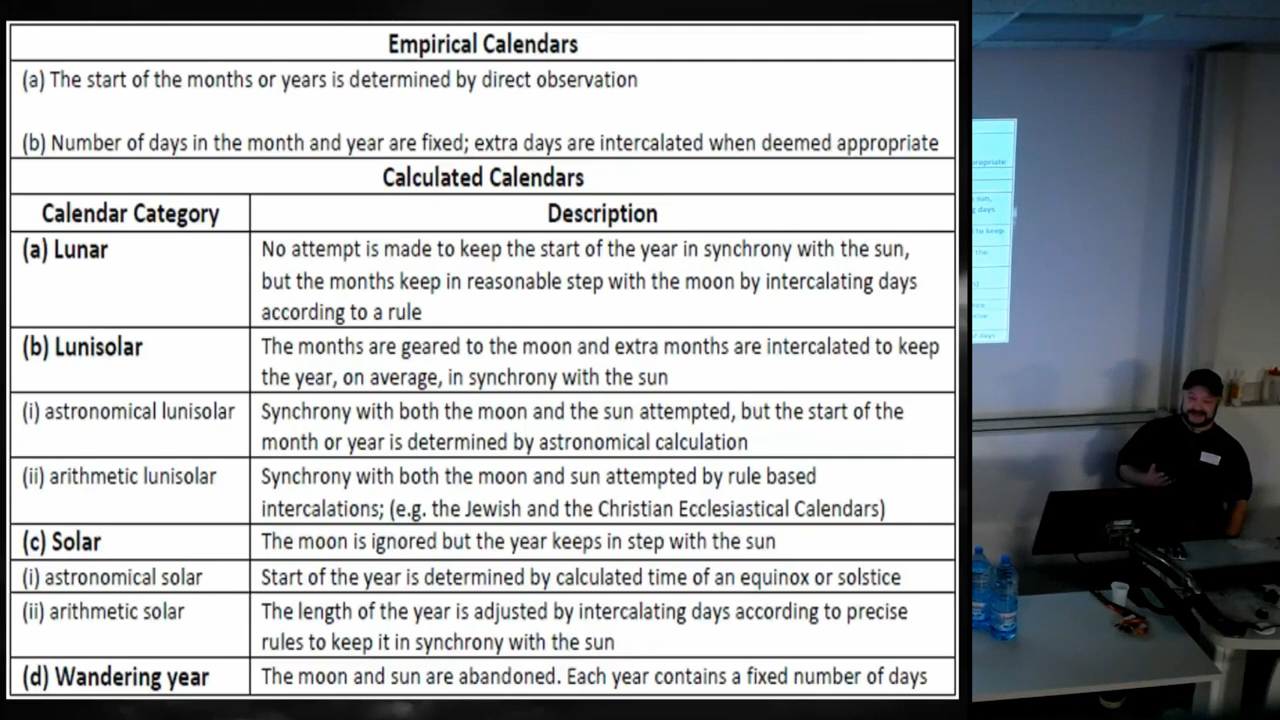 Empirical Calendars
(a) The start of the months or years is determined by direct observation
(b) Number of days in the month and year are fixed; extra days are intercalated when deemed appropriate
Calculated Calendars
Calendar Category
Description
(a) Lunar
No attempt is made to keep the start of the year in synchrony with the sun,
but the months keep in reasonable step with the moon by intercalating days
according to a rule
(b) Lunisolar
The months are geared to the moon and extra months are intercalated to keep
the year, on average, in synchrony with the sun
(i) astronomical lunisolar
Synchrony with both the moon and the sun attempted, but the start of the
month or year is determined by astronomical calculation
(ii) arithmetic lunisolar
Synchrony with both the moon and sun attempted by rule based
intercalations; (e.g. the Jewish and the Christian Ecclesiastical Calendars)
(c) Solar
The moon is ignored but the year keeps in step with the sun
(i) astronomical solar
Start of the year is determined by calculated time of an equinox or solstice
(ii) arithmetic solar
The length of the year is adjusted by intercalating days according to precise
rules to keep it in synchrony with the sun
(d) Wandering year
The moon and sun are abandoned. Each year contains a fixed number of days
sun,
days
to keep
the
days